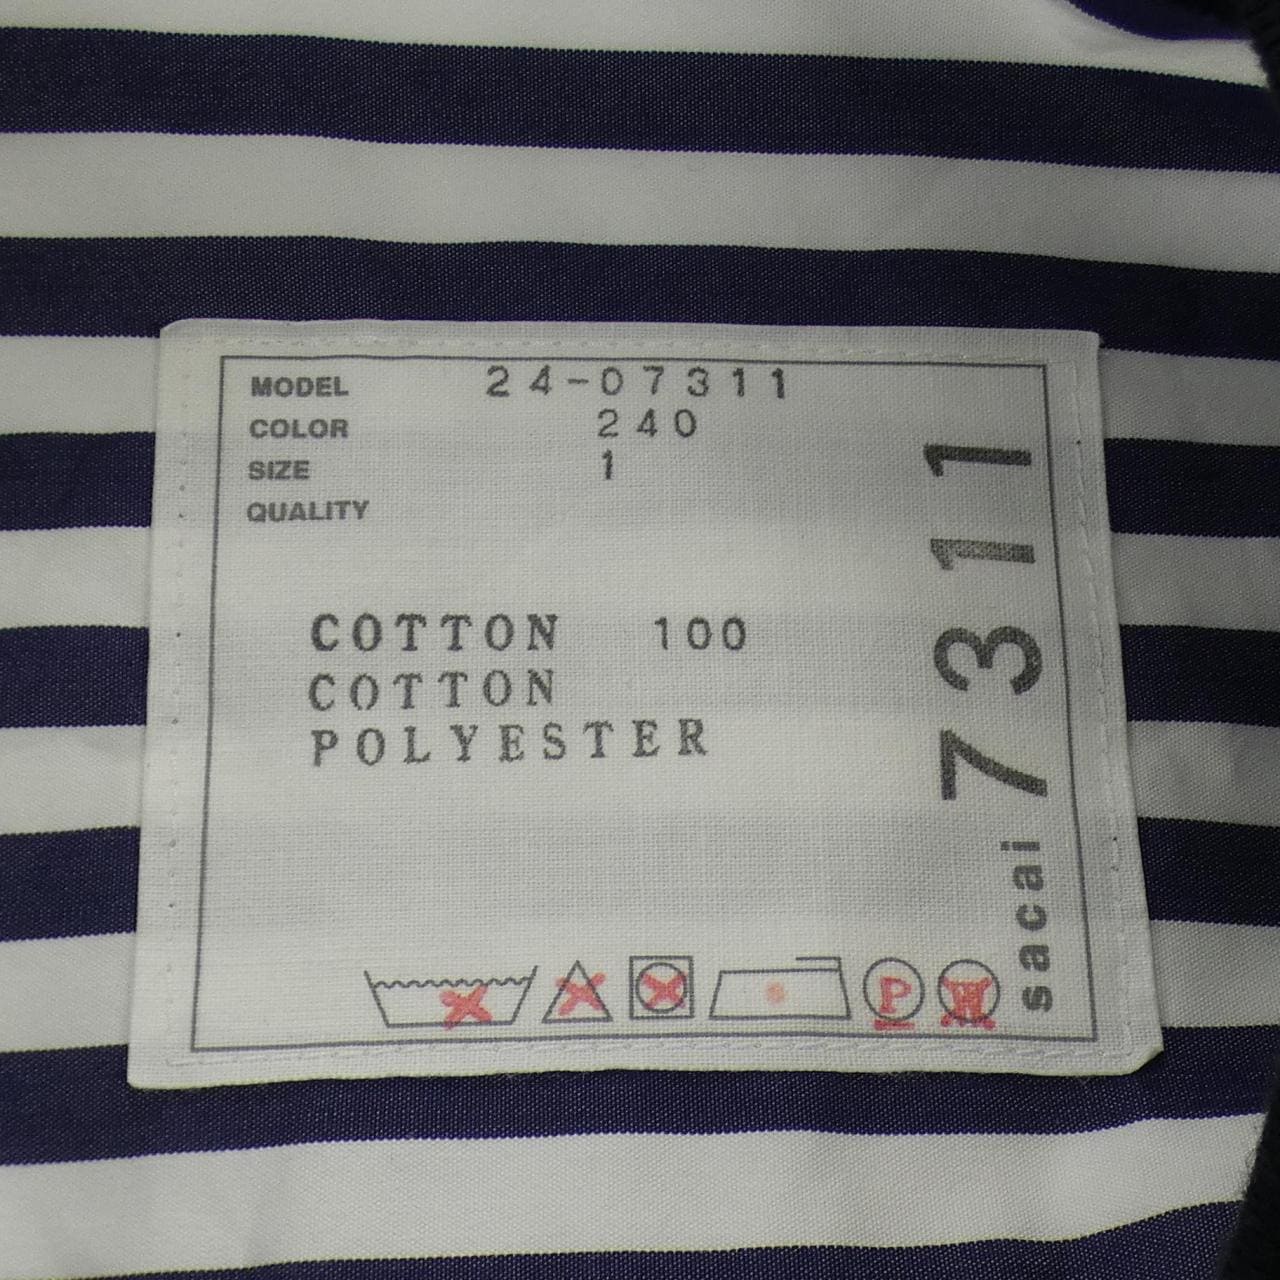 MODEL 24-07311
COLOR 240
SIZE 1
QUALITY
COTTON 100
COTTON
POLYESTER
P W
sacai 7311